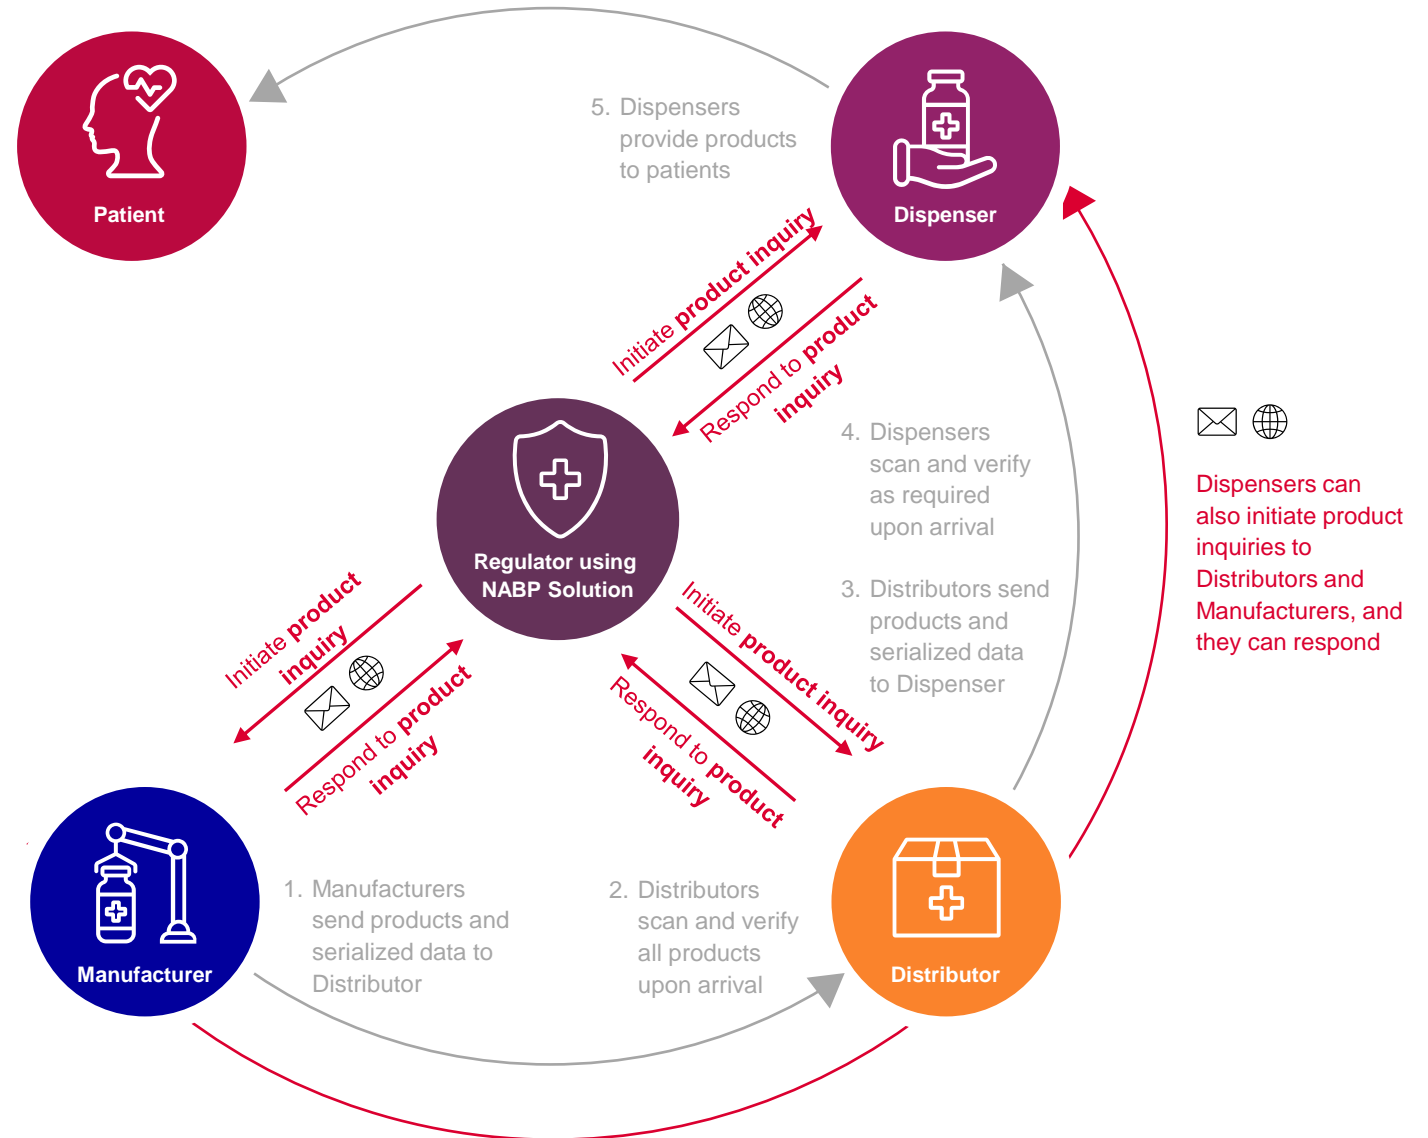 5. Dispensers
provide products
to patients
Patient
Dispenser
Initiate product inquiry
Respond to product
inquiry
4. Dispensers
scan and verify
as required
upon arrival
Dispensers can
also initiate product
inquiries to
Distributors and
Manufacturers, and
they can respond
Regulator using
NABP Solution
3. Distributors send
products and
serialized data
to Dispenser
Initiate product
inquiry
Respond to product
inquiry
Initiate product inquiry
Respond to product
inquiry
1. Manufacturers
send products and
serialized data to
Distributor
2. Distributors
scan and verify
all products
upon arrival
Manufacturer
Distributor